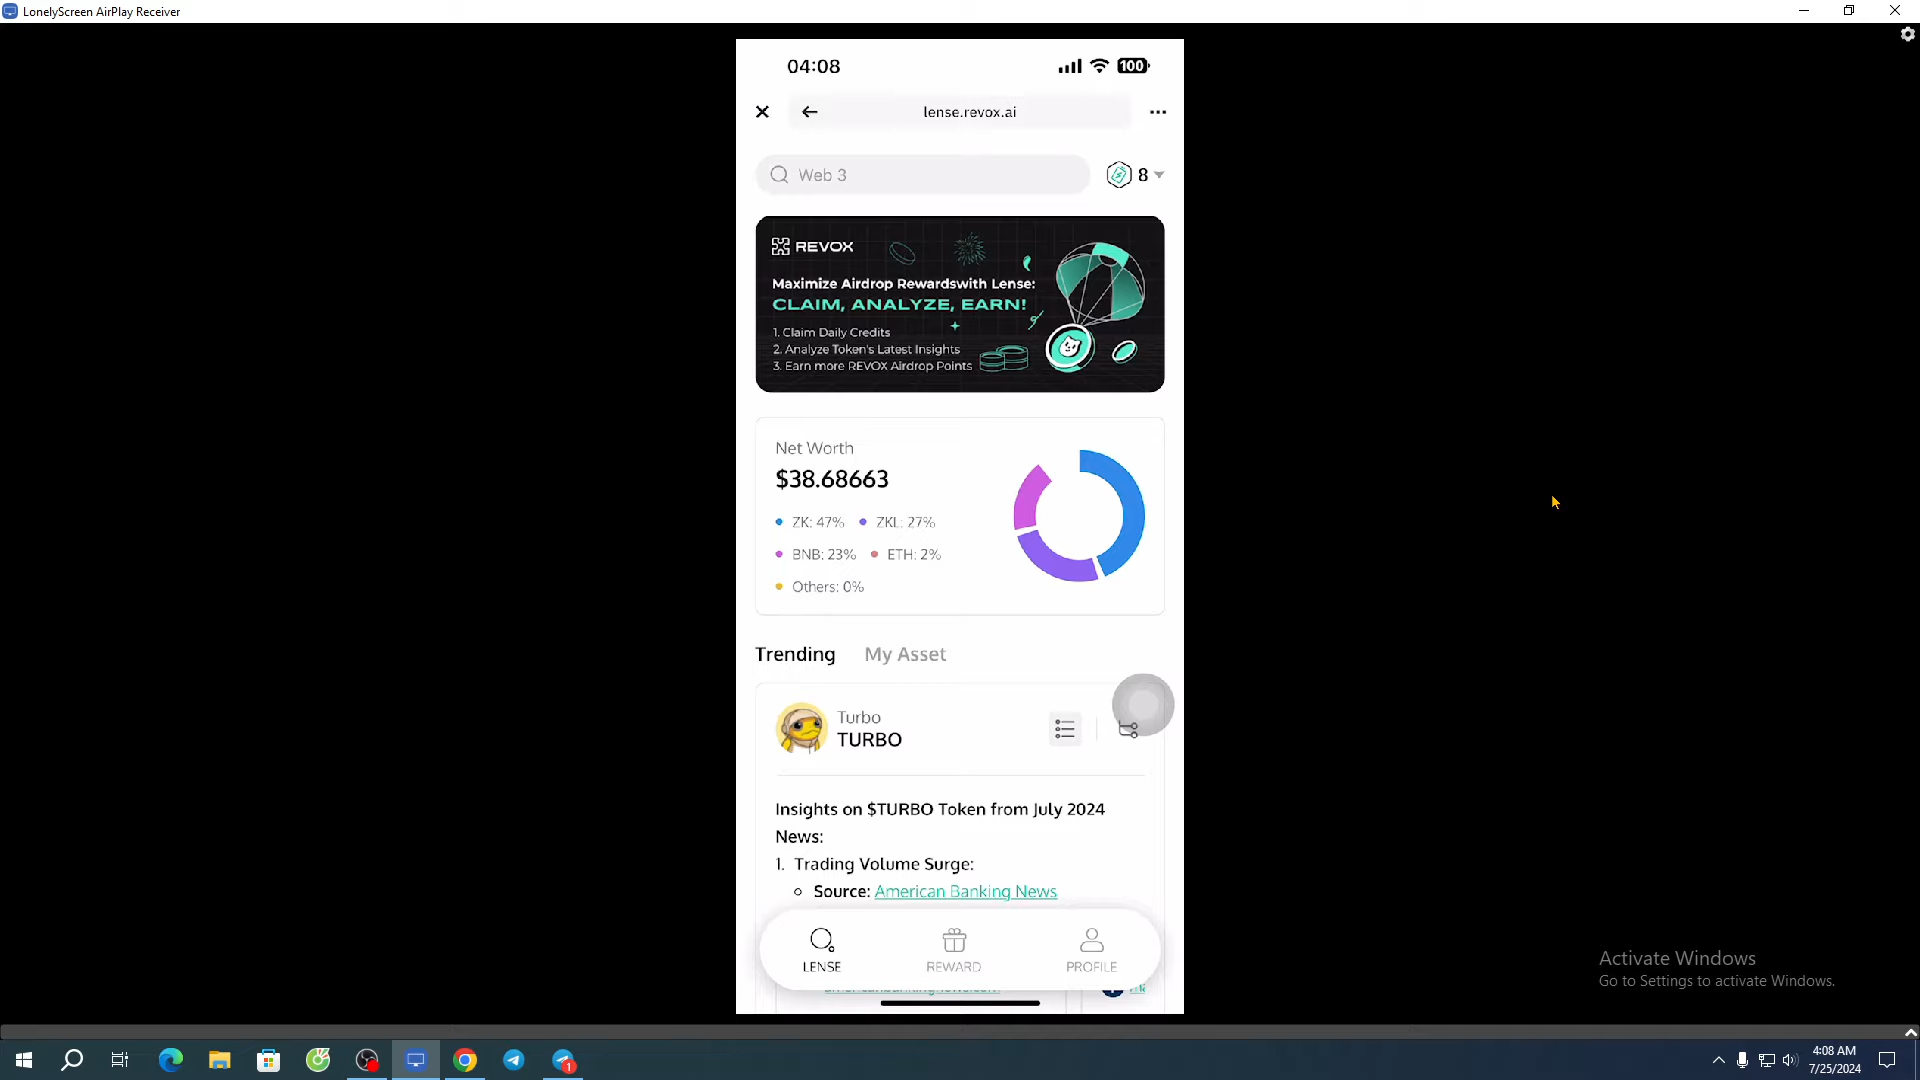 LonelyScreen AirPlay Receiver
04:08
100
lense.revox.ai
Web 3
8
REVOX
Maximize Airdrop Rewardswith Lense:
CLAIM, ANALYZE, EARN!
1. Claim Daily Credits
2. Analyze Token's Latest Insights
3. Earn more REVOX Airdrop Points
Net Worth
$38.68663
ZK: 47% ZKL: 27%
BNB: 23% ETH: 2%
Others: 0%
Trending My Asset
Turbo
TURBO
Insights on $TURBO Token from July 2024
News:
1. Trading Volume Surge:
Source: American Banking News
LENSE REWARD PROFILE
Activate Windows
Go to Settings to activate Windows.
1
4:08 AM
7/25/2024